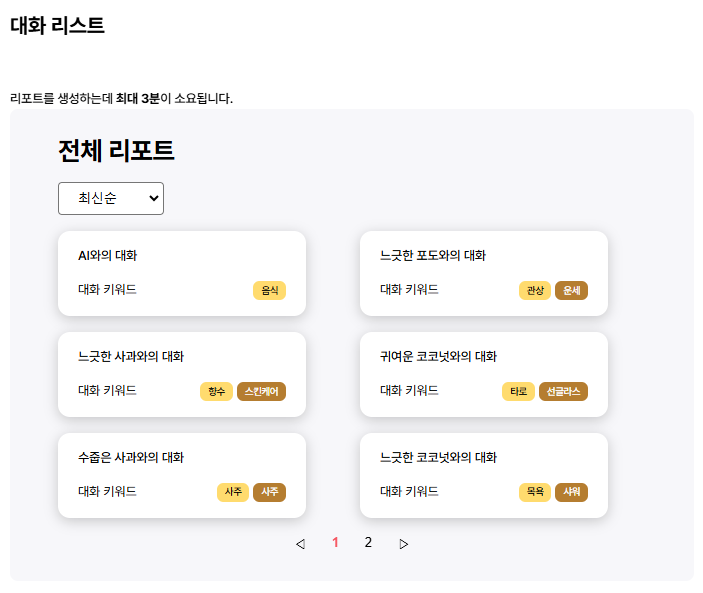 대화 리스트
리포트를 생성하는데 최대 3분이 소요됩니다.
전체 리포트
최신순
AI와의 대화
대화 키워드 음식
느긋한 포도와의 대화
대화 키워드 관상 운세
느긋한 사과와의 대화
대화 키워드 향수 스킨케어
귀여운 코코넛와의 대화
대화 키워드 타로 선글라스
수줍은 사과와의 대화
대화 키워드 사주 사주
느긋한 코코넛와의 대화
대화 키워드 목욕 샤워
◁ 1 2 ▷